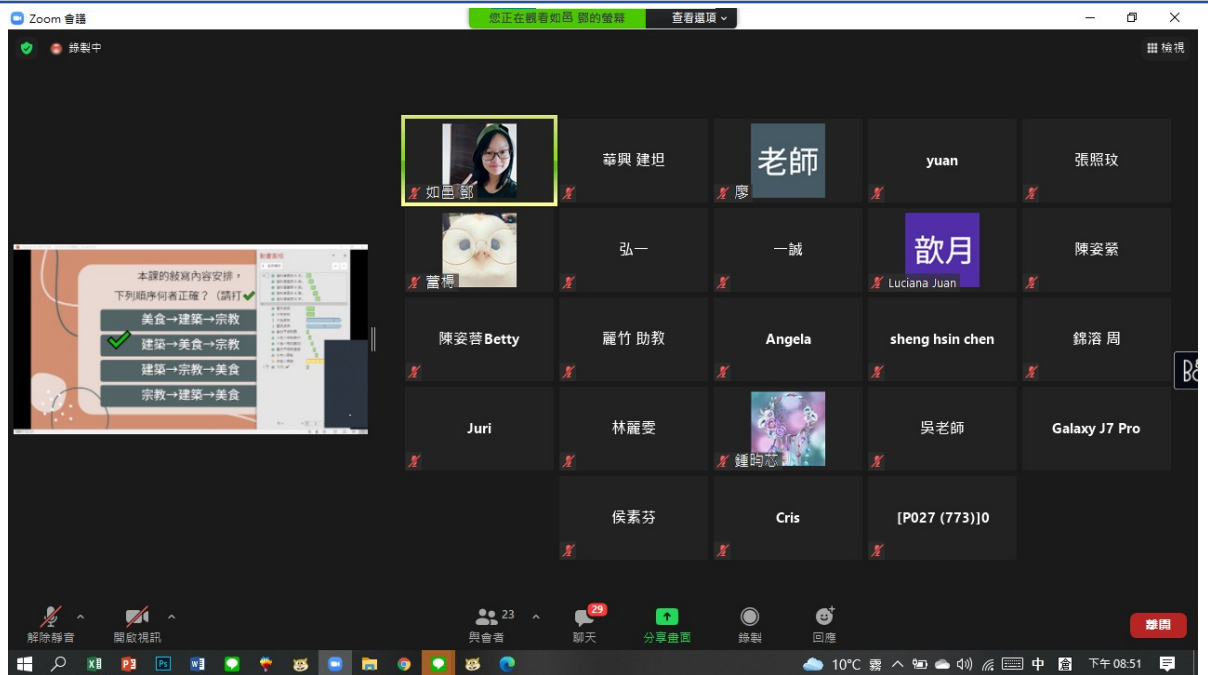 Zoom 會議
您正在觀看如邑 鄧的螢幕
查看選項
錄製中
檢視
如邑 鄧
華興 建坦
老師
廖
yuan
張照玟
弘一
一誠
歆月
Luciana Juan
陳姿縈
本課的敍寫內容安排，
下列順序何者正確？（請打✔
美食→建築→宗教
建築→美食→宗教
建築→宗教→美食
宗教→建築→美食
陳姿蓉Betty
麗竹 助教
Angela
sheng hsin chen
錦溶 周
Juri
林麗雯
鍾昀芯
吳老師
Galaxy J7 Pro
侯素芬
Cris
[P027 (773)]0
解除靜音
開啟視訊
23
與會者
29
聊天
分享畫面
錄製
回應
離開
10°C 霧
中
倉
下午 08:51